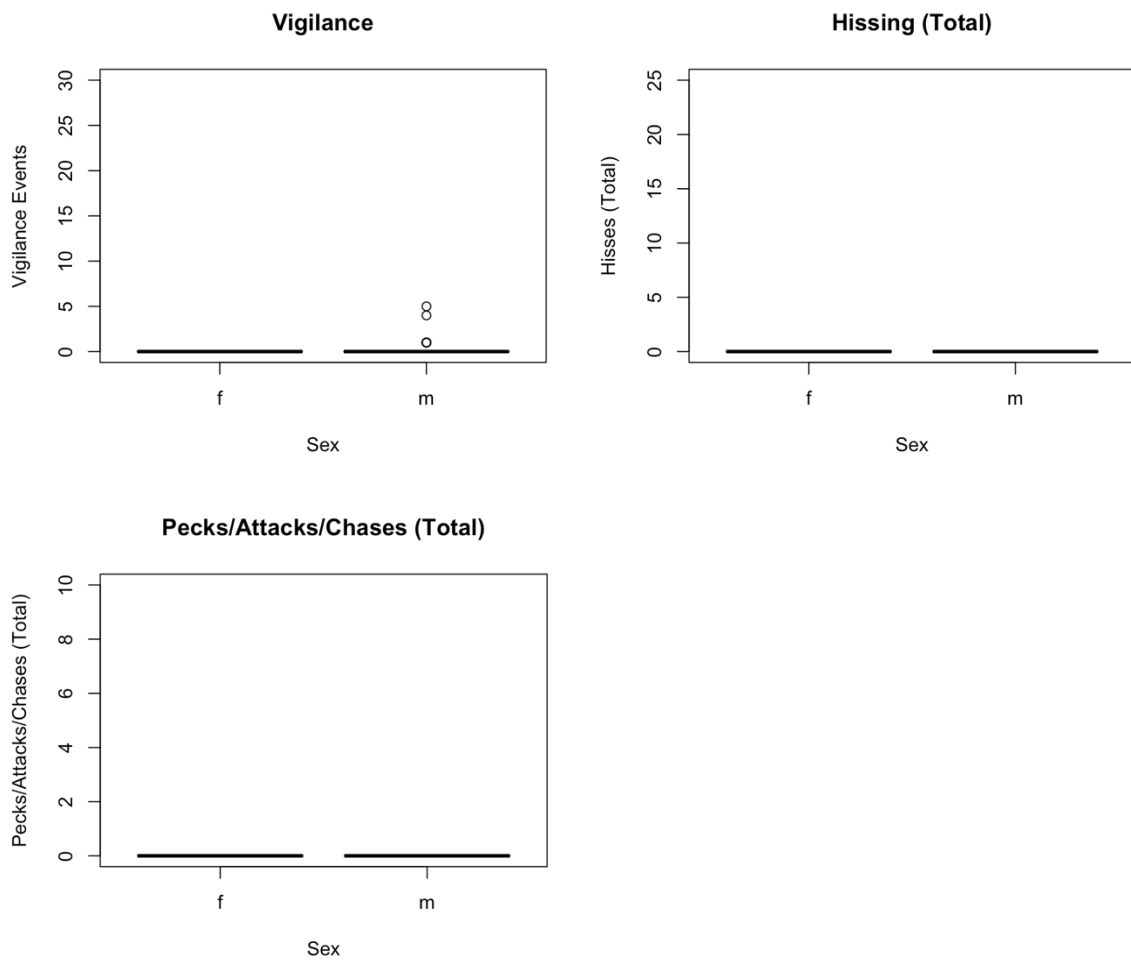 Vigilance
Vigilance Events
30
25
20
15
10
5
0
f m
Sex
Hissing (Total)
Hisses (Total)
25
20
15
10
5
0
f m
Sex
Pecks/Attacks/Chases (Total)
Pecks/Attacks/Chases (Total)
10
8
6
4
2
0
f m
Sex